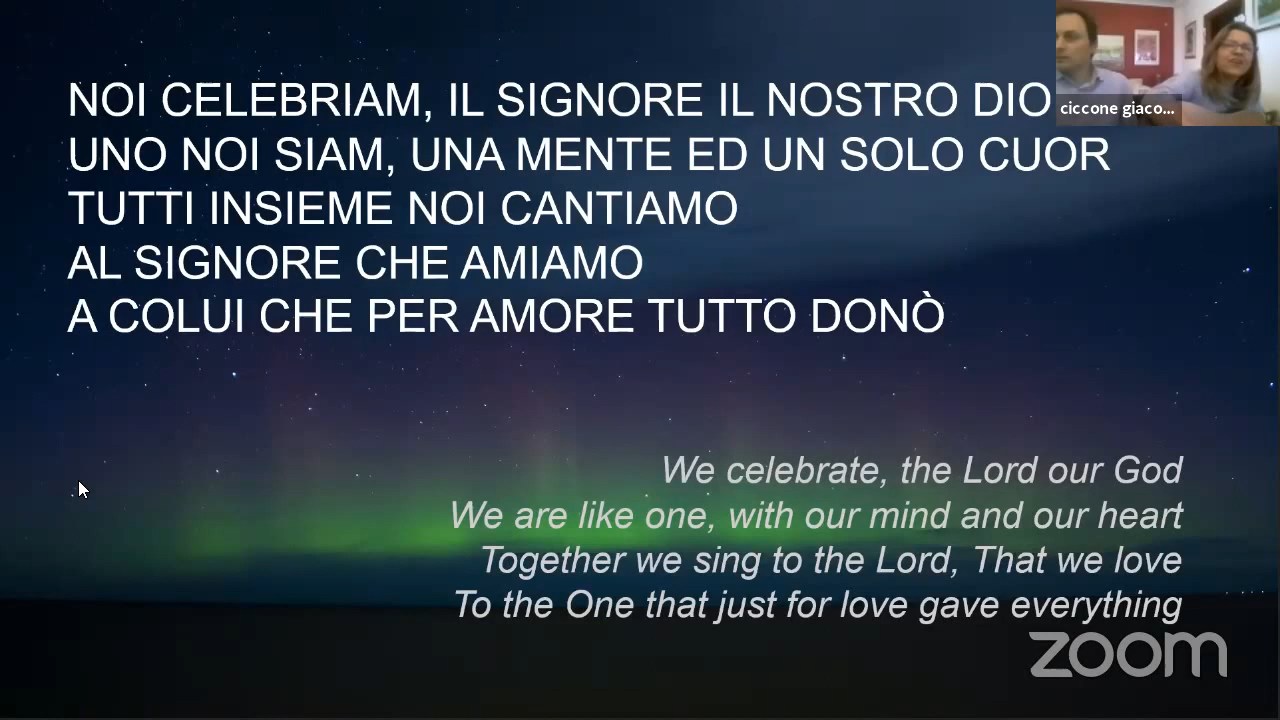 NOI CELEBRIAM, IL SIGNORE IL NOSTRO DIO
UNO NOI SIAM, UNA MENTE ED UN SOLO CUOR
TUTTI INSIEME NOI CANTIAMO
AL SIGNORE CHE AMIAMO
A COLUI CHE PER AMORE TUTTO DONÒ
ciccone giaco...
We celebrate, the Lord our God
We are like one, with our mind and our heart
Together we sing to the Lord, That we love
To the One that just for love gave everything
zoom